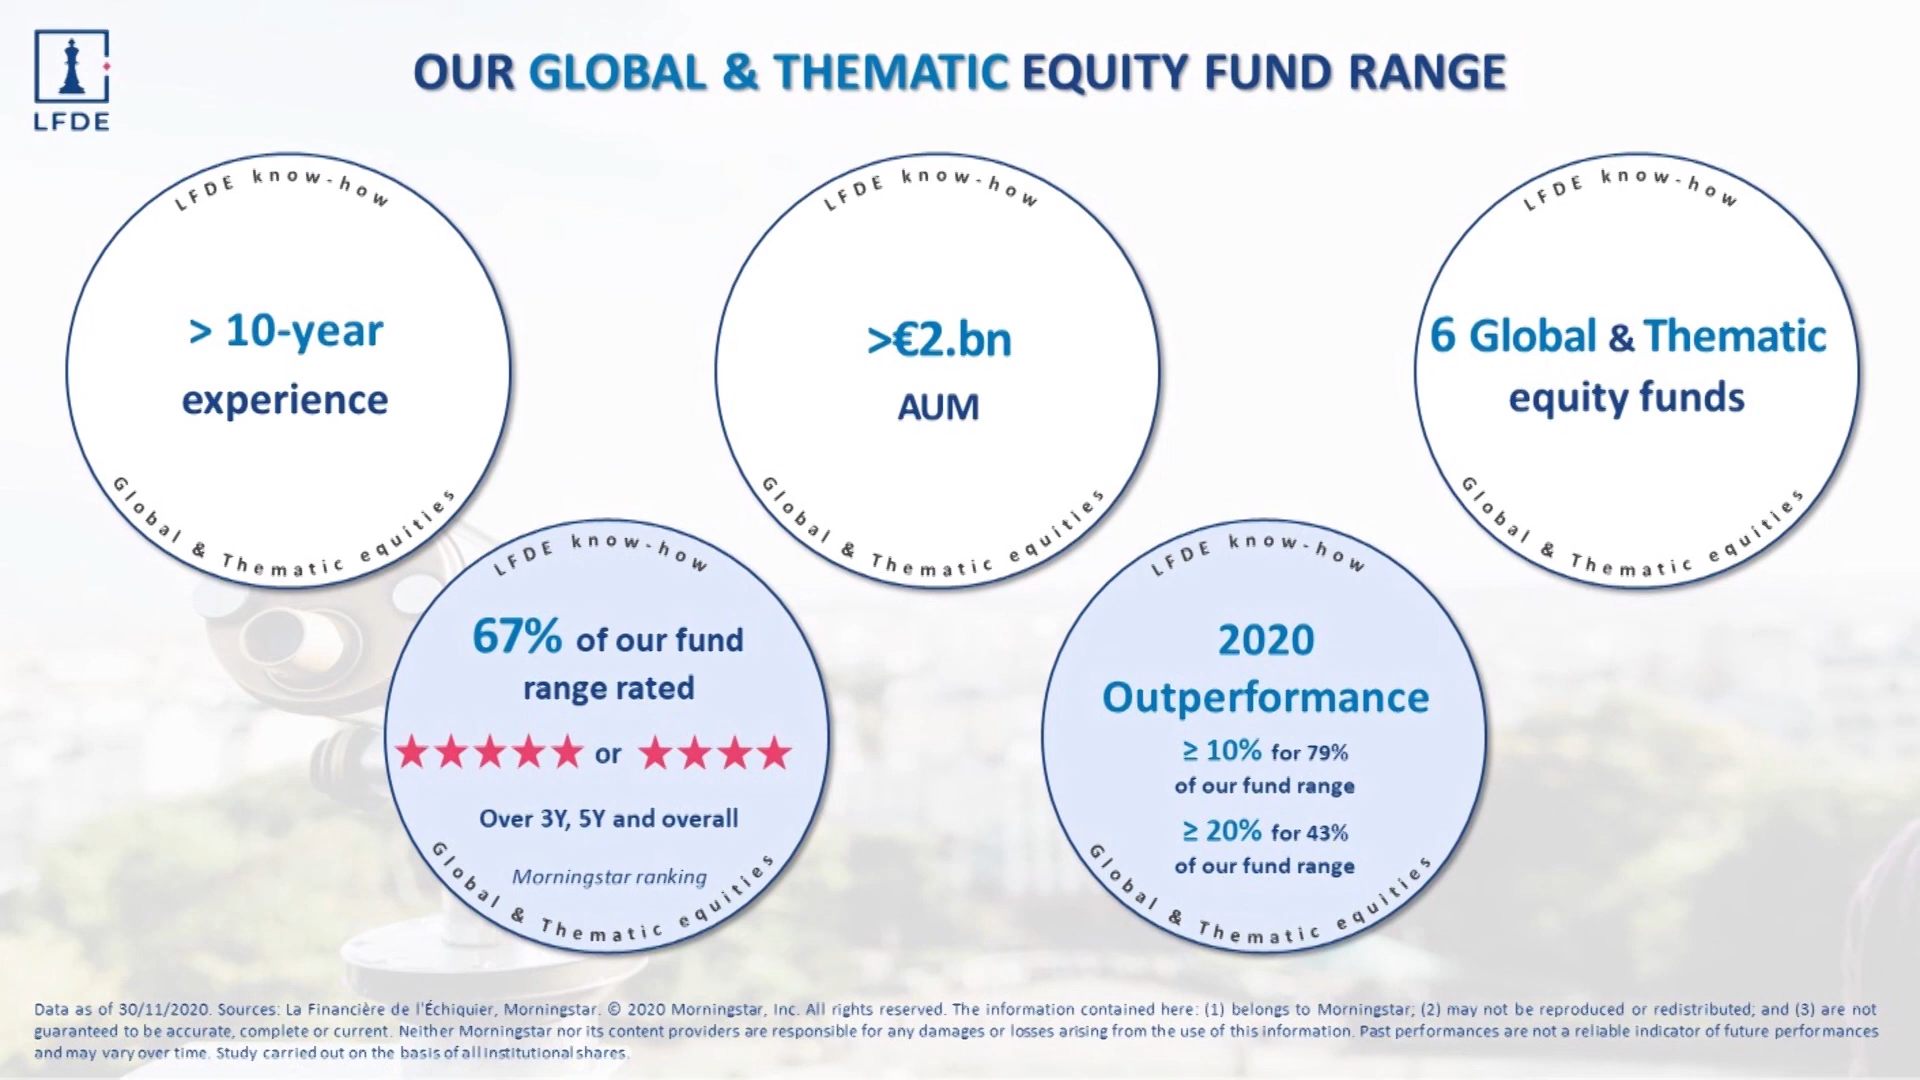 LFDE
OUR GLOBAL & THEMATIC EQUITY FUND RANGE
LFDE know-how
> 10-year
experience
Global & Thematic equities
LFDE know-how
>€2.bn
AUM
Global & Thematic equities
LFDE know-how
6 Global & Thematic
equity funds
Global & Thematic equities
LFDE know-how
67% of our fund
range rated
★★★★★ or ★★★★
Over 3Y, 5Y and overall
Morningstar ranking
Global & Thematic equities
LFDE know-how
2020
Outperformance
≥ 10% for 79%
of our fund range
≥ 20% for 43%
of our fund range
Global & Thematic equities
Data as of 30/11/2020. Sources: La Financière de l'Échiquier, Morningstar. © 2020 Morningstar, Inc. All rights reserved. The information contained here: (1) belongs to Morningstar; (2) may not be reproduced or redistributed; and (3) are not
guaranteed to be accurate, complete or current. Neither Morningstar nor its content providers are responsible for any damages or losses arising from the use of this information. Past performances are not a reliable indicator of future performances
and may vary over time. Study carried out on the basis of all institutional shares.